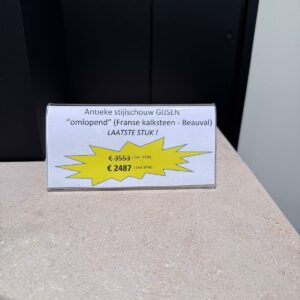 Antieke stijlschouw GIJSEN
"omlopend" (Franse kalksteen - Beauval)
LAATSTE STUK !
€ 3553
€ 2487